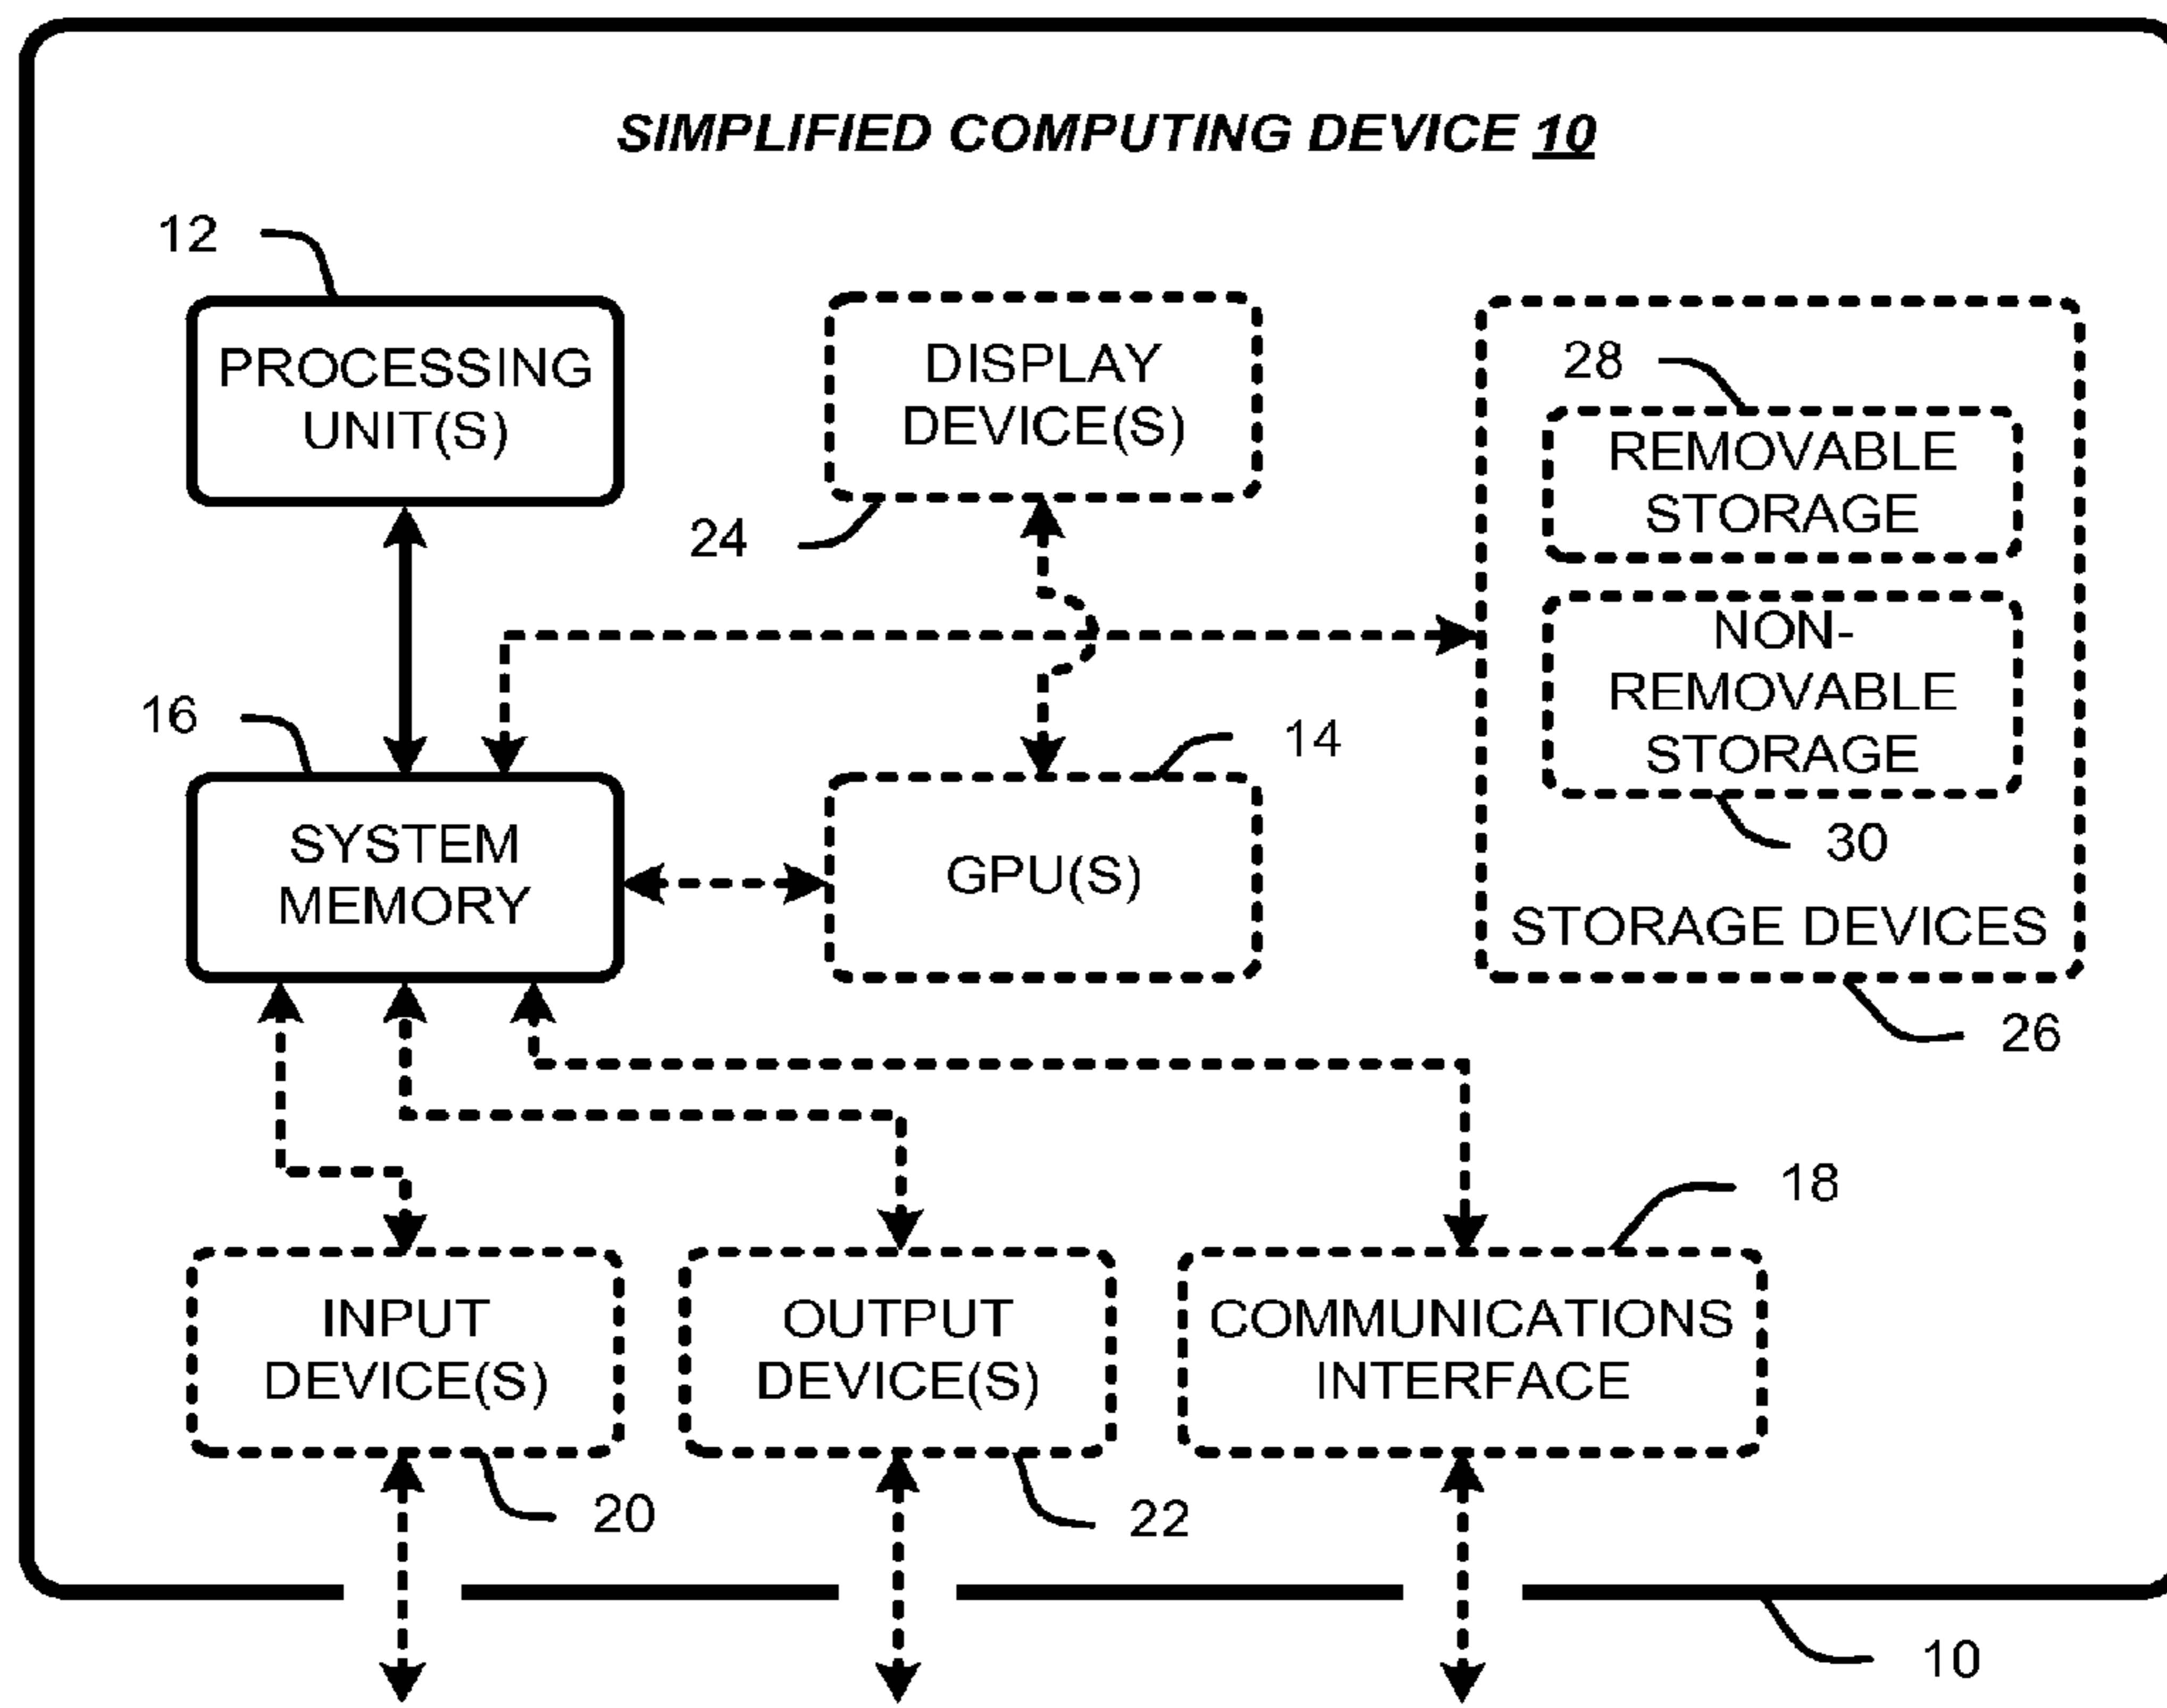 SIMPLIFIED COMPUTING DEVICE 10
12
PROCESSING
UNIT(S)
DISPLAY
DEVICE(S)
24
28
REMOVABLE
STORAGE
NON-
REMOVABLE
STORAGE
30
STORAGE DEVICES
26
16
SYSTEM
MEMORY
14
GPU(S)
18
INPUT
DEVICE(S)
20
OUTPUT
DEVICE(S)
22
COMMUNICATIONS
INTERFACE
10